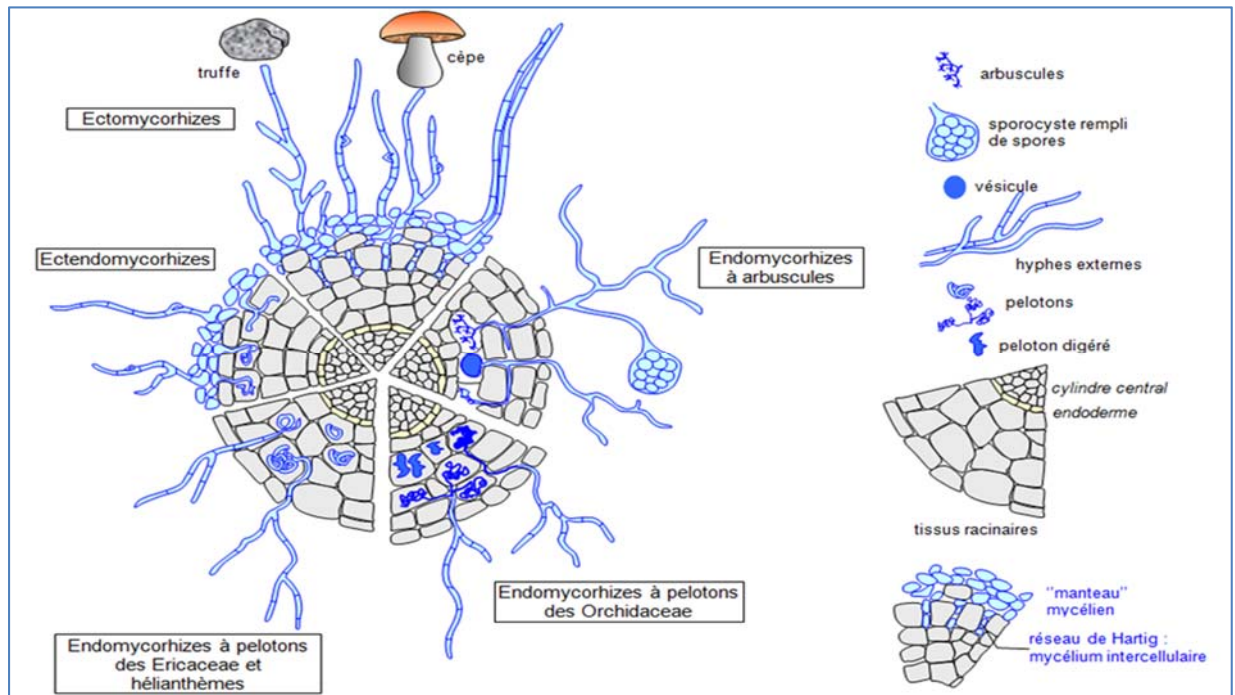 truffe
cèpe
Ectomycorhizes
Ectendomycorhizes
Endomycorhizes
à arbuscules
Endomycorhizes à pelotons
des Orchidaceae
Endomycorhizes à pelotons
des Ericaceae et
hélianthèmes
arbuscules
sporocyste rempli
de spores
vésicule
hyphes externes
pelotons
peloton digéré
cylindre central
endoderme
tissus racinaires
"manteau"
mycélien
réseau de Hartig :
mycélium intercellulaire